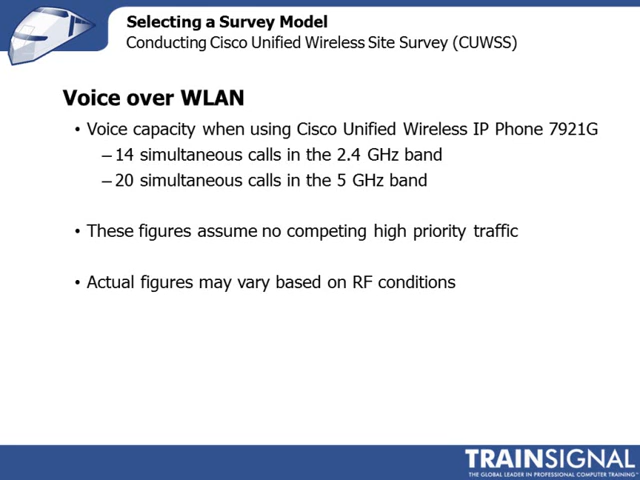 Selecting a Survey Model
Conducting Cisco Unified Wireless Site Survey (CUWSS)
Voice over WLAN
• Voice capacity when using Cisco Unified Wireless IP Phone 7921G
– 14 simultaneous calls in the 2.4 GHz band
– 20 simultaneous calls in the 5 GHz band
• These figures assume no competing high priority traffic
• Actual figures may vary based on RF conditions
TRAINSIGNAL
THE GLOBAL LEADER IN PROFESSIONAL COMPUTER TRAINING